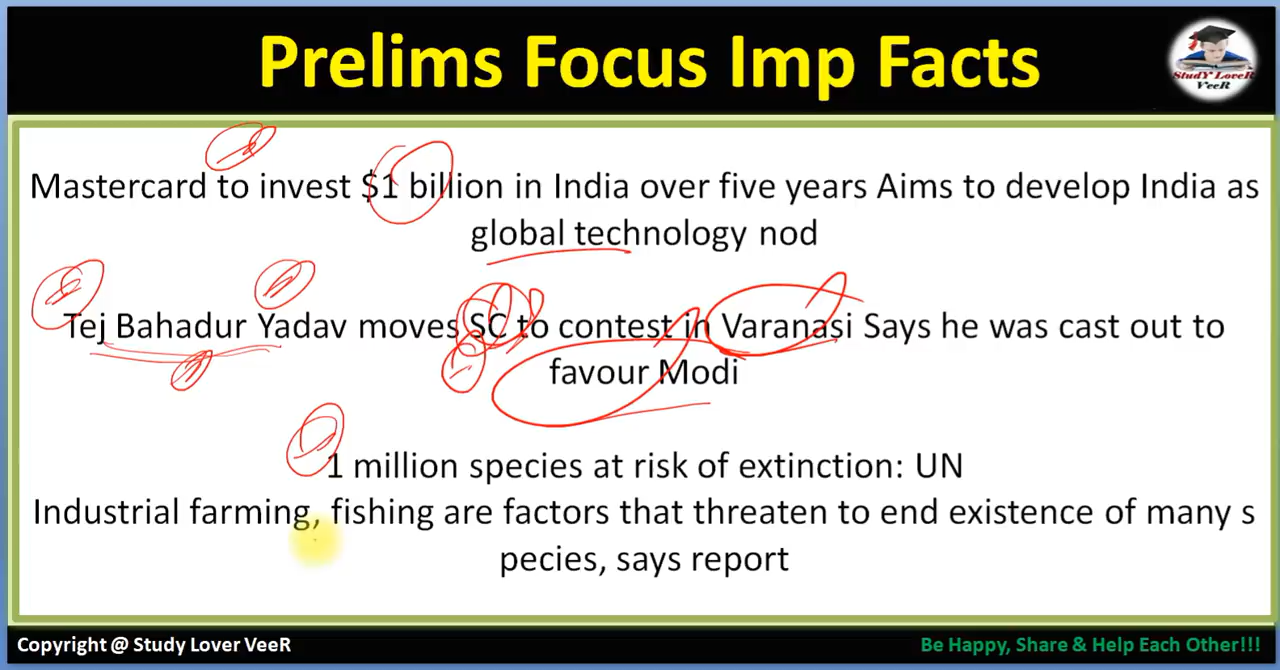 Prelims Focus Imp Facts
StudY LoveR
VeeR
Mastercard to invest $1 billion in India over five years Aims to develop India as
global technology nod
Tej Bahadur Yadav moves SC to contest in Varanasi Says he was cast out to
favour Modi
1 million species at risk of extinction: UN
Industrial farming, fishing are factors that threaten to end existence of many s
pecies, says report
Copyright @ Study Lover VeeR
Be Happy, Share & Help Each Other!!!